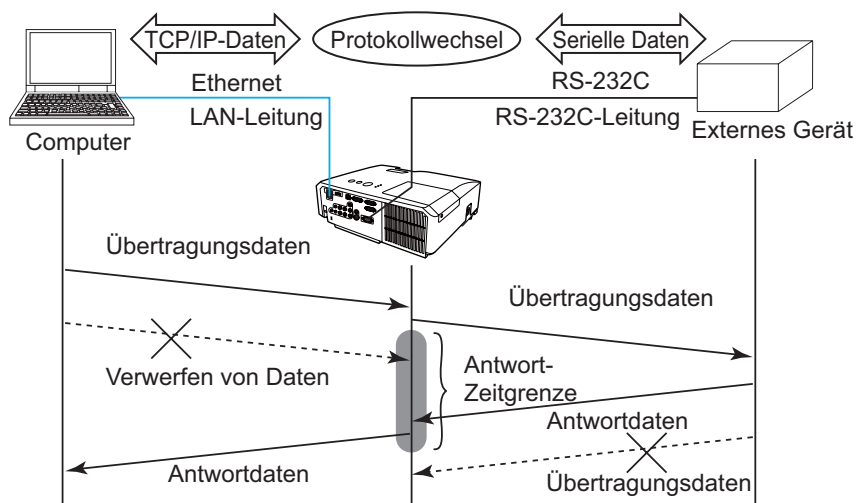 TCP/IP-Daten
Protokollwechsel
Serielle Daten
Ethernet
RS-232C
LAN-Leitung
RS-232C-Leitung
Computer
Externes Gerät
Übertragungsdaten
Übertragungsdaten
Verwerfen von Daten
Antwort-
Zeitgrenze
Antwortdaten
Antwortdaten
Übertragungsdaten